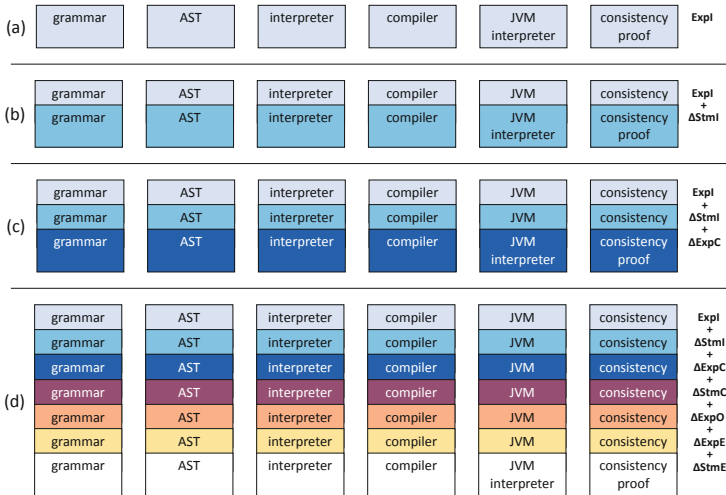 (a) grammar AST interpreter compiler JVM interpreter consistency proof ExpI
(b) grammar AST interpreter compiler JVM consistency ExpI
+
grammar AST interpreter compiler JVM interpreter consistency proof ΔStmI
(c) grammar AST interpreter compiler JVM consistency ExpI
+
grammar AST interpreter compiler JVM consistency ΔStmI
+
grammar AST interpreter compiler JVM interpreter consistency proof ΔExpC
(d) grammar AST interpreter compiler JVM consistency ExpI
+
grammar AST interpreter compiler JVM consistency ΔStmI
+
grammar AST interpreter compiler JVM consistency ΔExpC
+
grammar AST interpreter compiler JVM consistency ΔStmC
+
grammar AST interpreter compiler JVM consistency ΔExpO
+
grammar AST interpreter compiler JVM consistency ΔExpE
+
grammar AST interpreter compiler JVM interpreter consistency proof ΔStmE